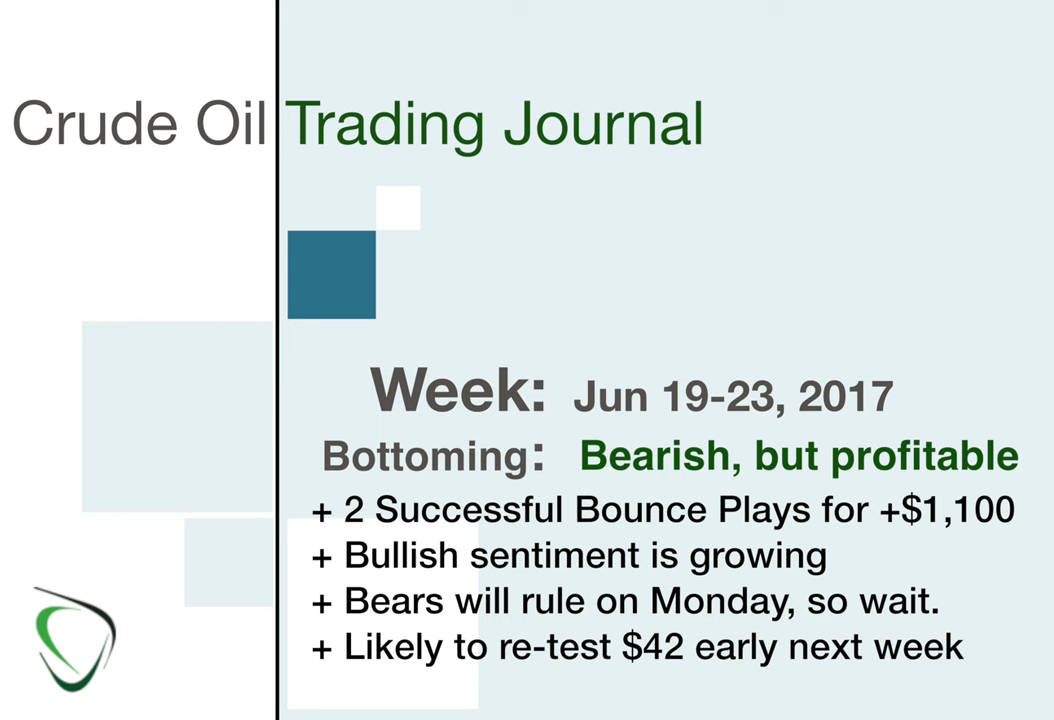 Crude Oil Trading Journal
Week: Jun 19-23, 2017
Bottoming: Bearish, but profitable
+ 2 Successful Bounce Plays for +$1,100
+ Bullish sentiment is growing
+ Bears will rule on Monday, so wait.
+ Likely to re-test $42 early next week